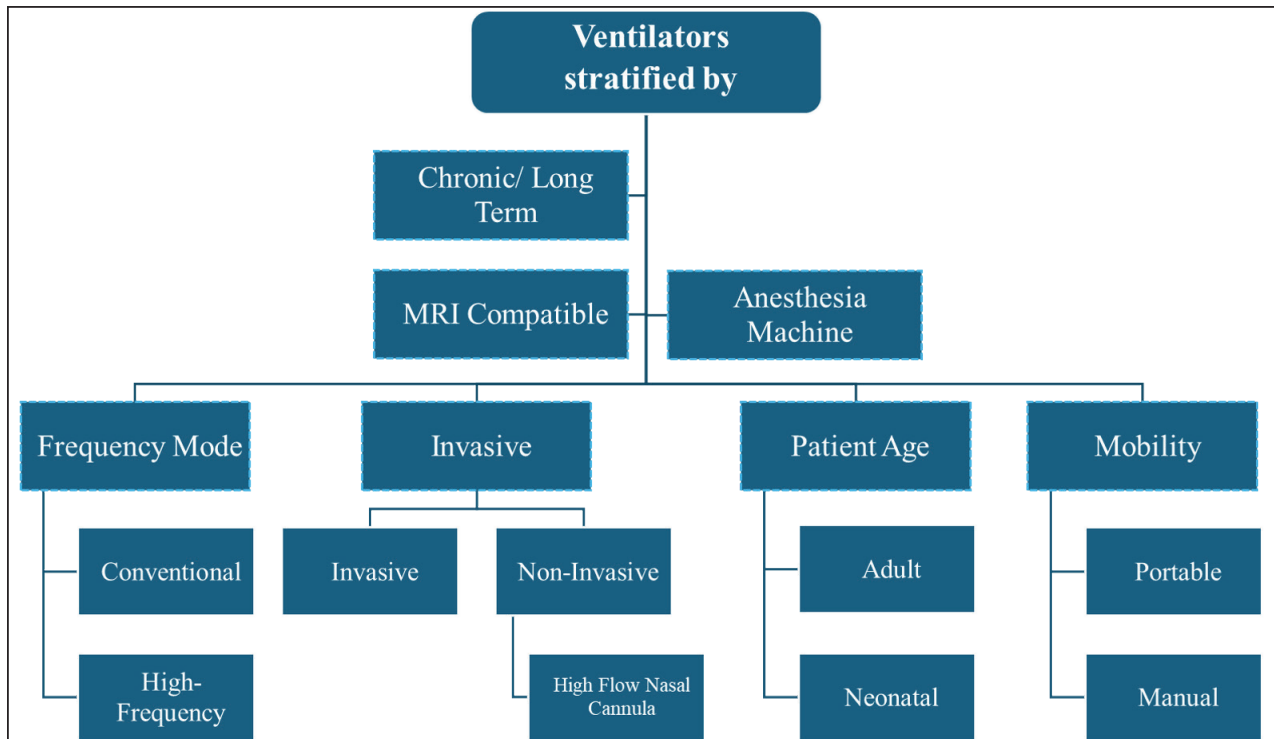 Ventilators
stratified by
Chronic/ Long
Term
MRI Compatible
Anesthesia
Machine
Frequency Mode
Invasive
Patient Age
Mobility
Conventional
Invasive
Non-Invasive
Adult
Portable
High-
Frequency
High Flow Nasal
Cannula
Neonatal
Manual